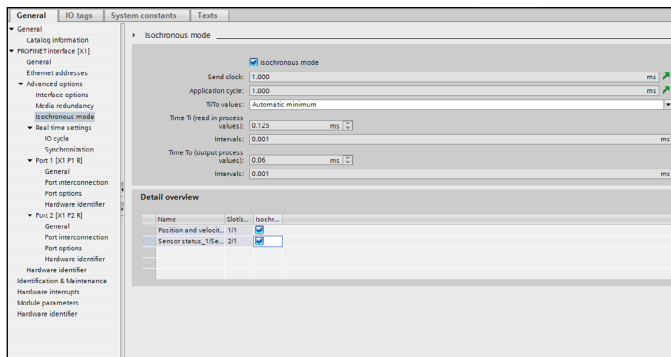 General IO tags System constants Texts
General
Catalog information
PROFINET interface [X1]
General
Ethernet addresses
Advanced options
Interface options
Media redundancy
Isochronous mode
Real time settings
IO cycle
Synchronization
Port 1 [X1 P1 R]
General
Port interconnection
Port options
Hardware identifier
Port 2 [X1 P2 R]
General
Port interconnection
Port options
Hardware identifier
Hardware identifier
Identification & Maintenance
Hardware interrupts
Module parameters
Hardware identifier
Isochronous mode
Isochronous mode
Send clock: 1.000 ms
Application cycle: 1.000 ms
Ti/To values: Automatic minimum
Time Ti (read in process
values): 0.125 ms
Intervals: 0.001 ms
Time To (output process
values): 0.06 ms
Intervals: 0.001 ms
Detail overview
Name Slot/s... Isochr...
Position and velocit... 1/1
Sensor status_1/Se... 2/1